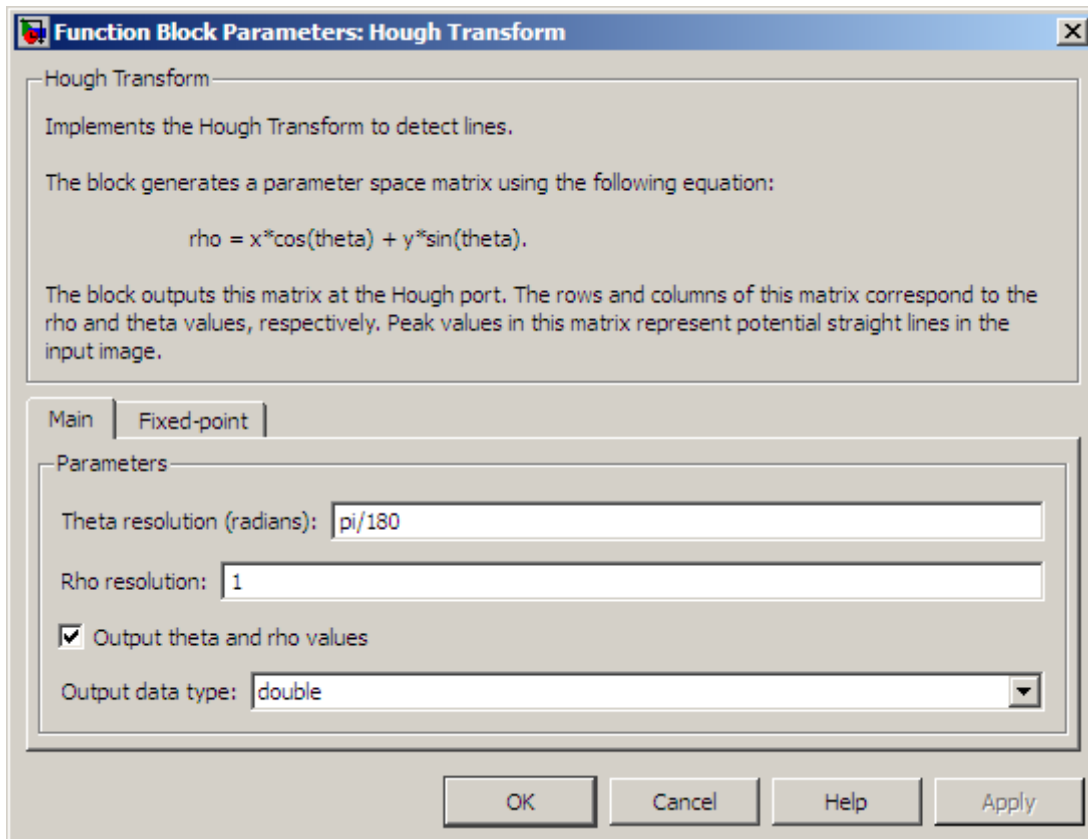 Function Block Parameters: Hough Transform
Hough Transform
Implements the Hough Transform to detect lines.
The block generates a parameter space matrix using the following equation:
rho = x*cos(theta) + y*sin(theta).
The block outputs this matrix at the Hough port. The rows and columns of this matrix correspond to the
rho and theta values, respectively. Peak values in this matrix represent potential straight lines in the
input image.
Main Fixed-point
Parameters
Theta resolution (radians): pi/180
Rho resolution: 1
Output theta and rho values
Output data type: double
OK Cancel Help Apply